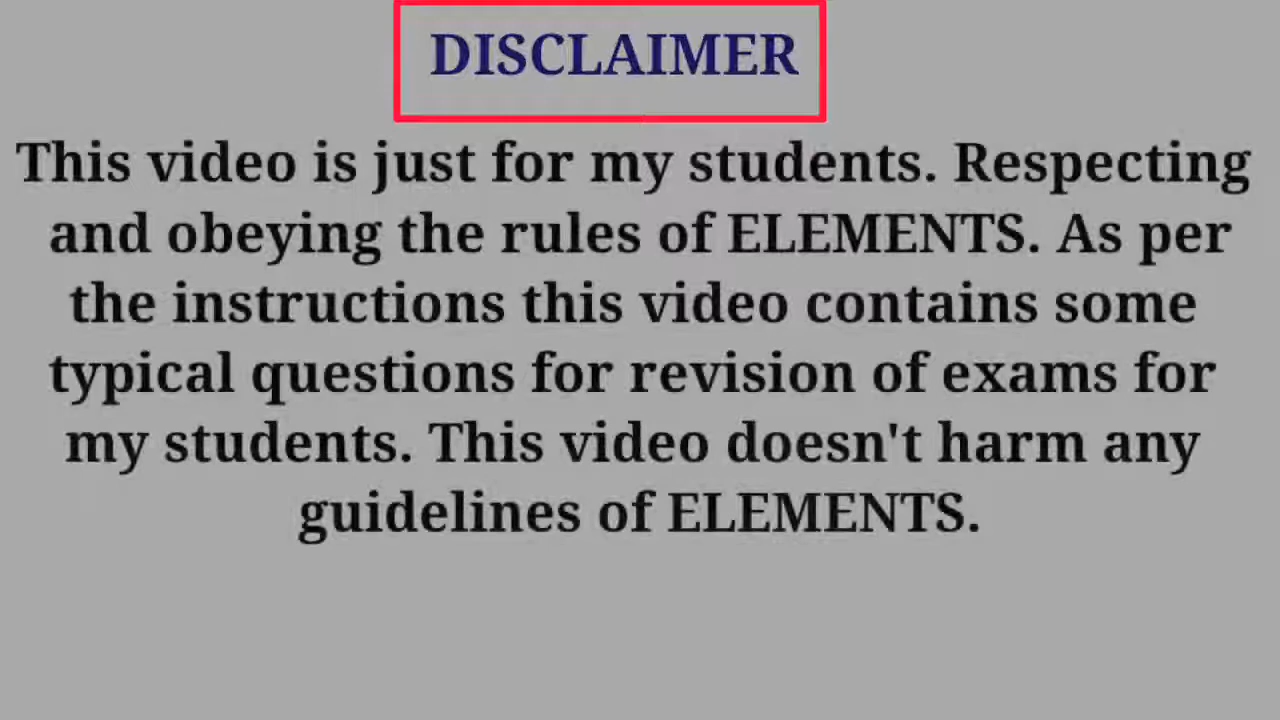 DISCLAIMER
This video is just for my students. Respecting
and obeying the rules of ELEMENTS. As per
the instructions this video contains some
typical questions for revision of exams for
my students. This video doesn't harm any
guidelines of ELEMENTS.